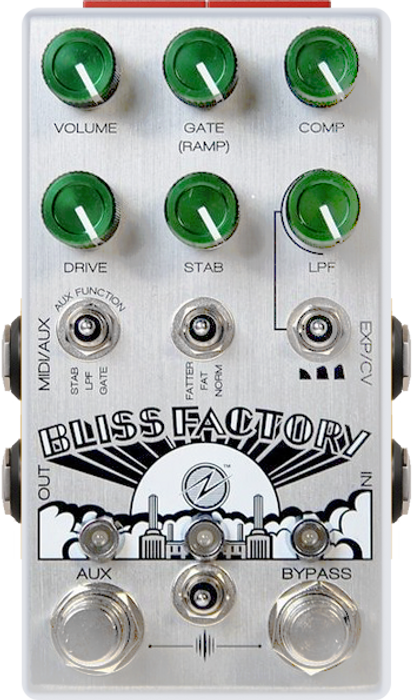 VOLUME
GATE
(RAMP)
COMP
DRIVE
STAB
LPF
AUX FUNCTION
MIDI/AUX
STAB
LPF
GATE
FATTER
FAT
NORM
EXP/CV
BLISS FACTORY
TM
OUT
IN
AUX
BYPASS